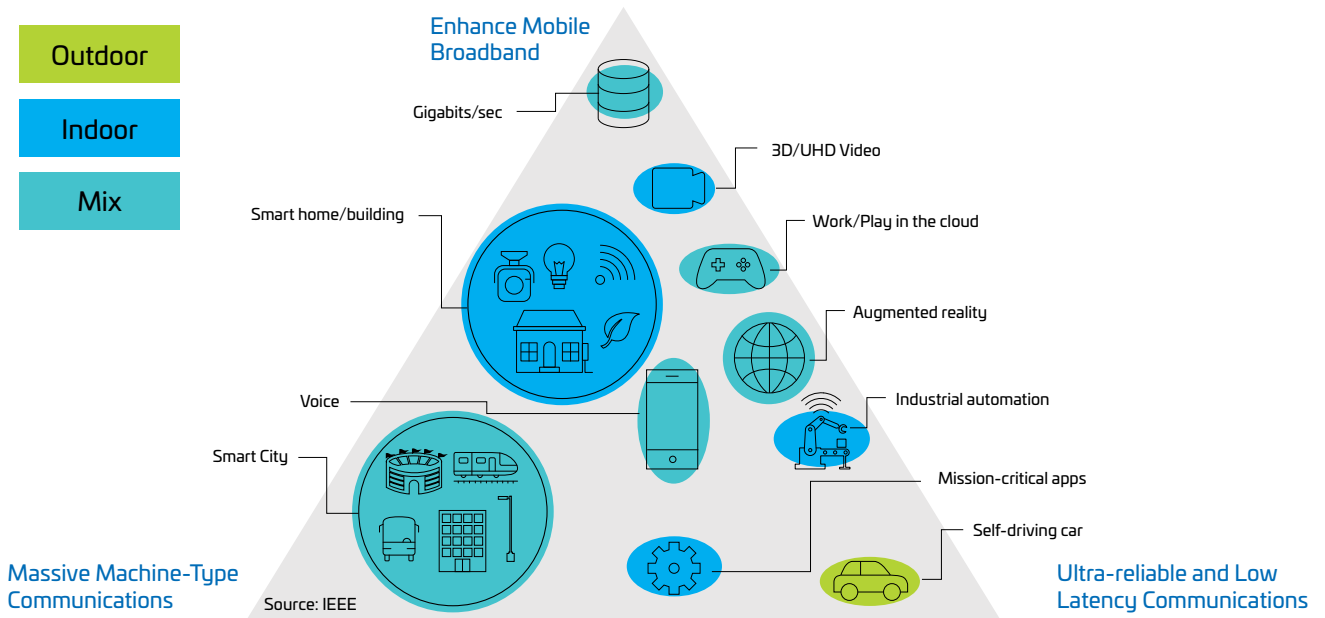 Enhance Mobile
Broadband
Outdoor
Indoor
Mix
Gigabits/sec
3D/UHD Video
Smart home/building
Work/Play in the cloud
Augmented reality
Voice
Industrial automation
Smart City
Mission-critical apps
Self-driving car
Massive Machine-Type
Communications
Source: IEEE
Ultra-reliable and Low
Latency Communications